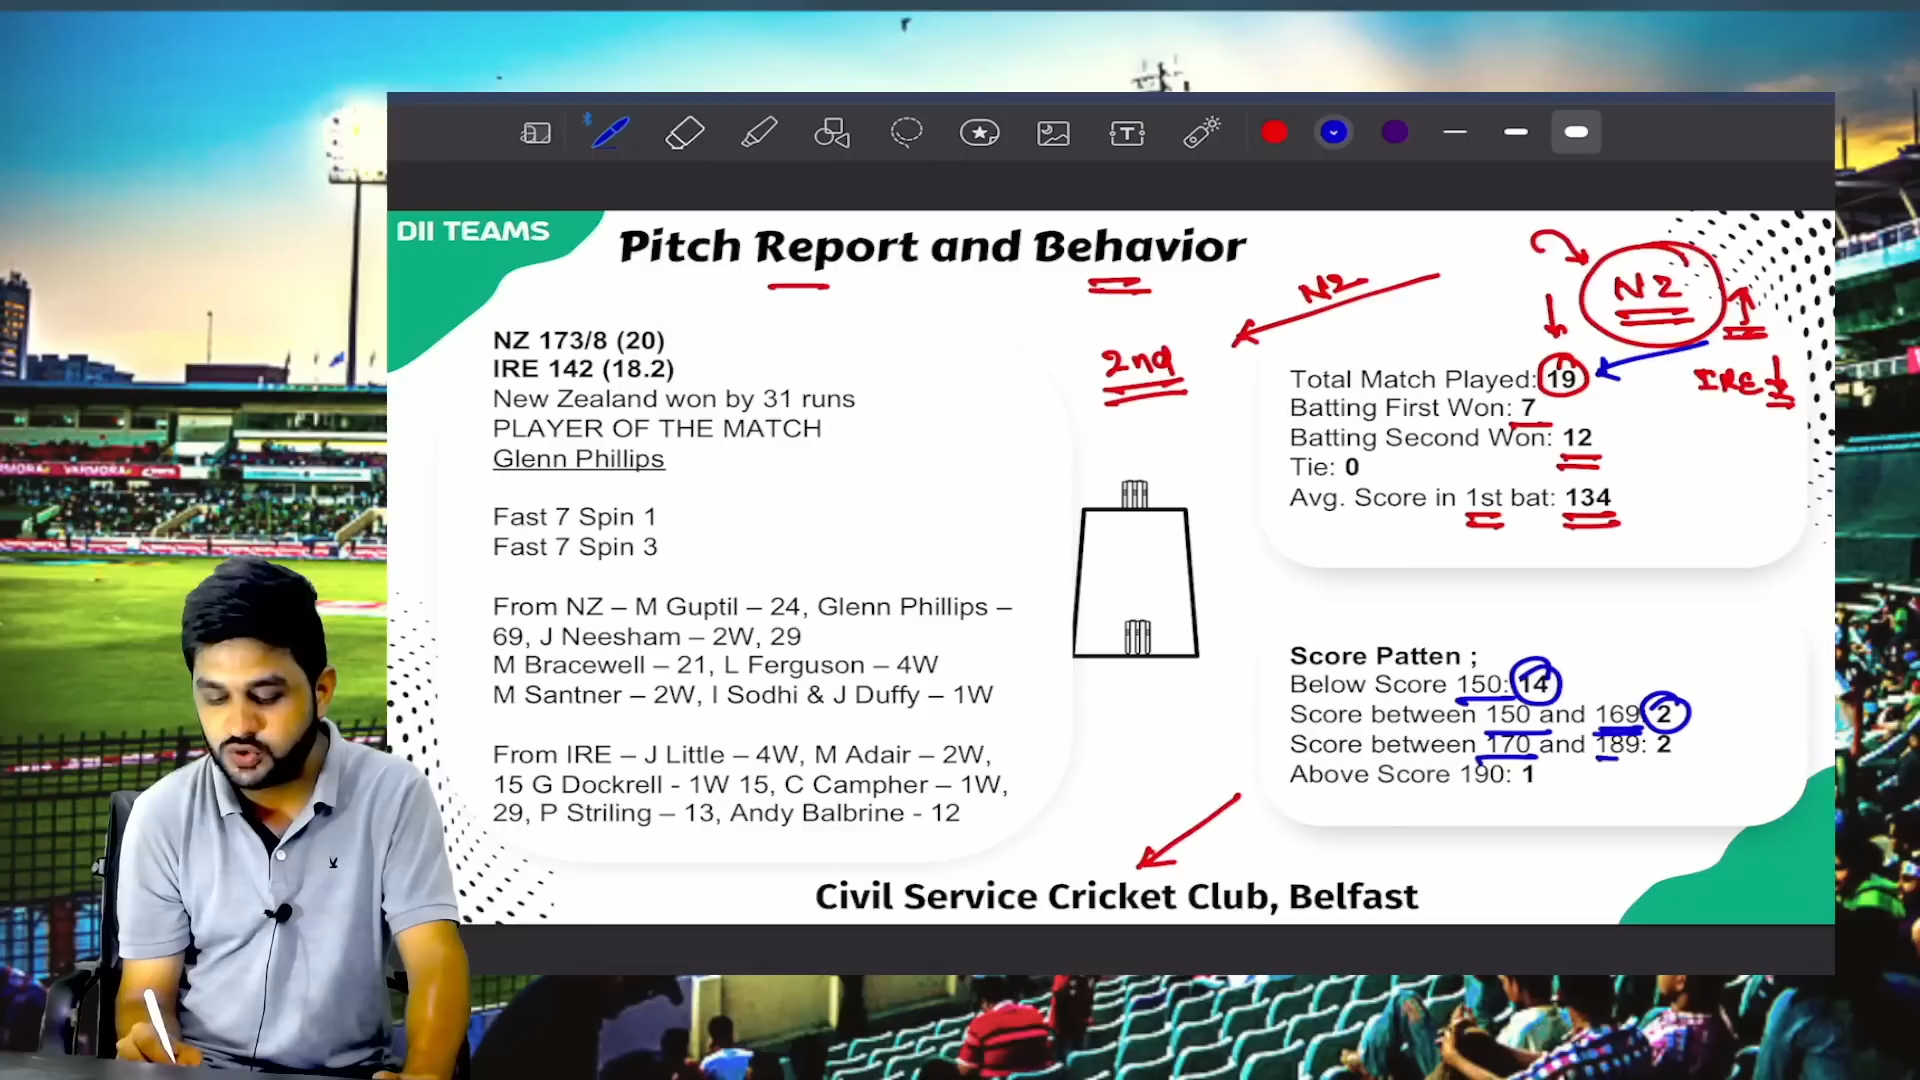 DII TEAMS
Pitch Report and Behavior
NZ
NZ
2nd
IRE
NZ 173/8 (20)
IRE 142 (18.2)
New Zealand won by 31 runs
PLAYER OF THE MATCH
Glenn Phillips
Fast 7 Spin 1
Fast 7 Spin 3
From NZ – M Guptil – 24, Glenn Phillips –
69, J Neesham – 2W, 29
M Bracewell – 21, L Ferguson – 4W
M Santner – 2W, I Sodhi & J Duffy – 1W
From IRE – J Little – 4W, M Adair – 2W,
15 G Dockrell - 1W 15, C Campher – 1W,
29, P Striling – 13, Andy Balbrine - 12
Total Match Played: 19
Batting First Won: 7
Batting Second Won: 12
Tie: 0
Avg. Score in 1st bat: 134
Score Patten ;
Below Score 150: 14
Score between 150 and 169: 2
Score between 170 and 189: 2
Above Score 190: 1
Civil Service Cricket Club, Belfast